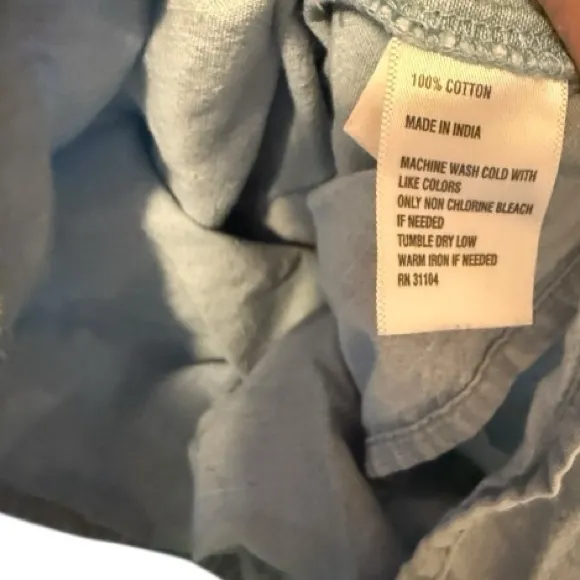 100% COTTON
MADE IN INDIA
MACHINE WASH COLD WITH
LIKE COLORS
ONLY NON CHLORINE BLEACH
IF NEEDED
TUMBLE DRY LOW
WARM IRON IF NEEDED
RN 31104